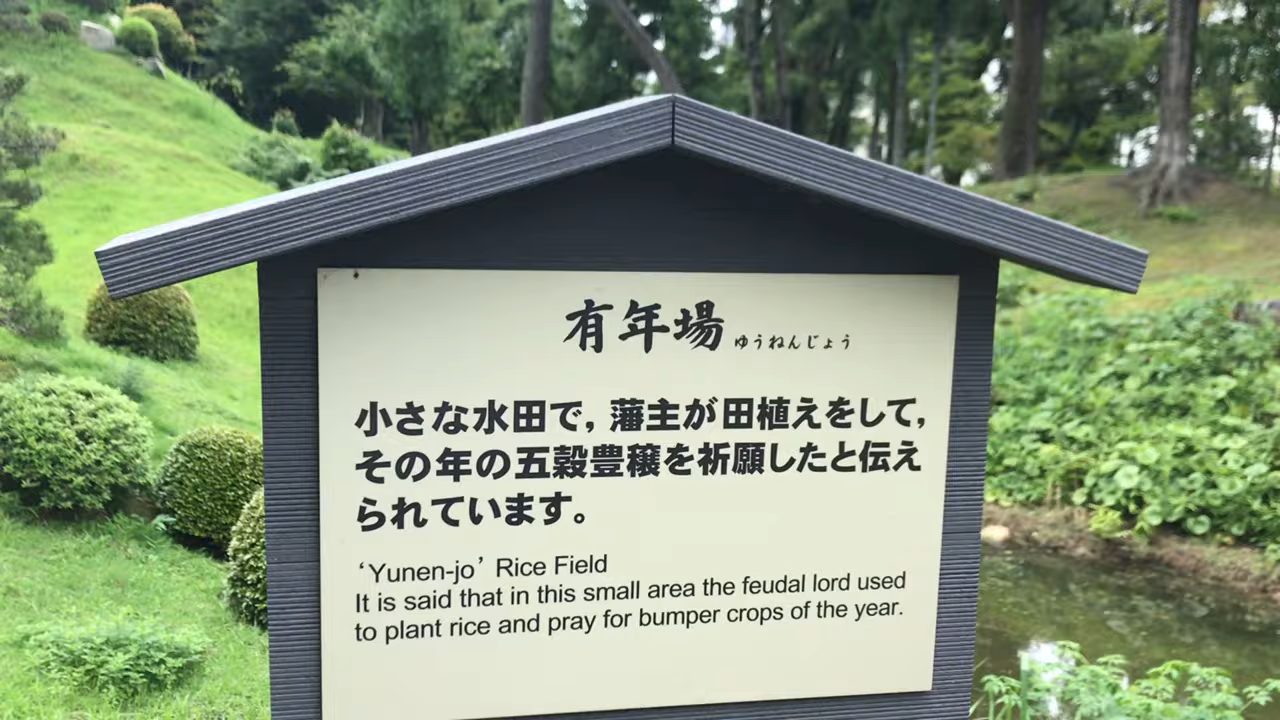 有年場 ゆうねんじょう
小さな水田で，藩主が田植えをして，
その年の五穀豊穣を祈願したと伝え
られています。
‘Yunen-jo’ Rice Field
It is said that in this small area the feudal lord used
to plant rice and pray for bumper crops of the year.